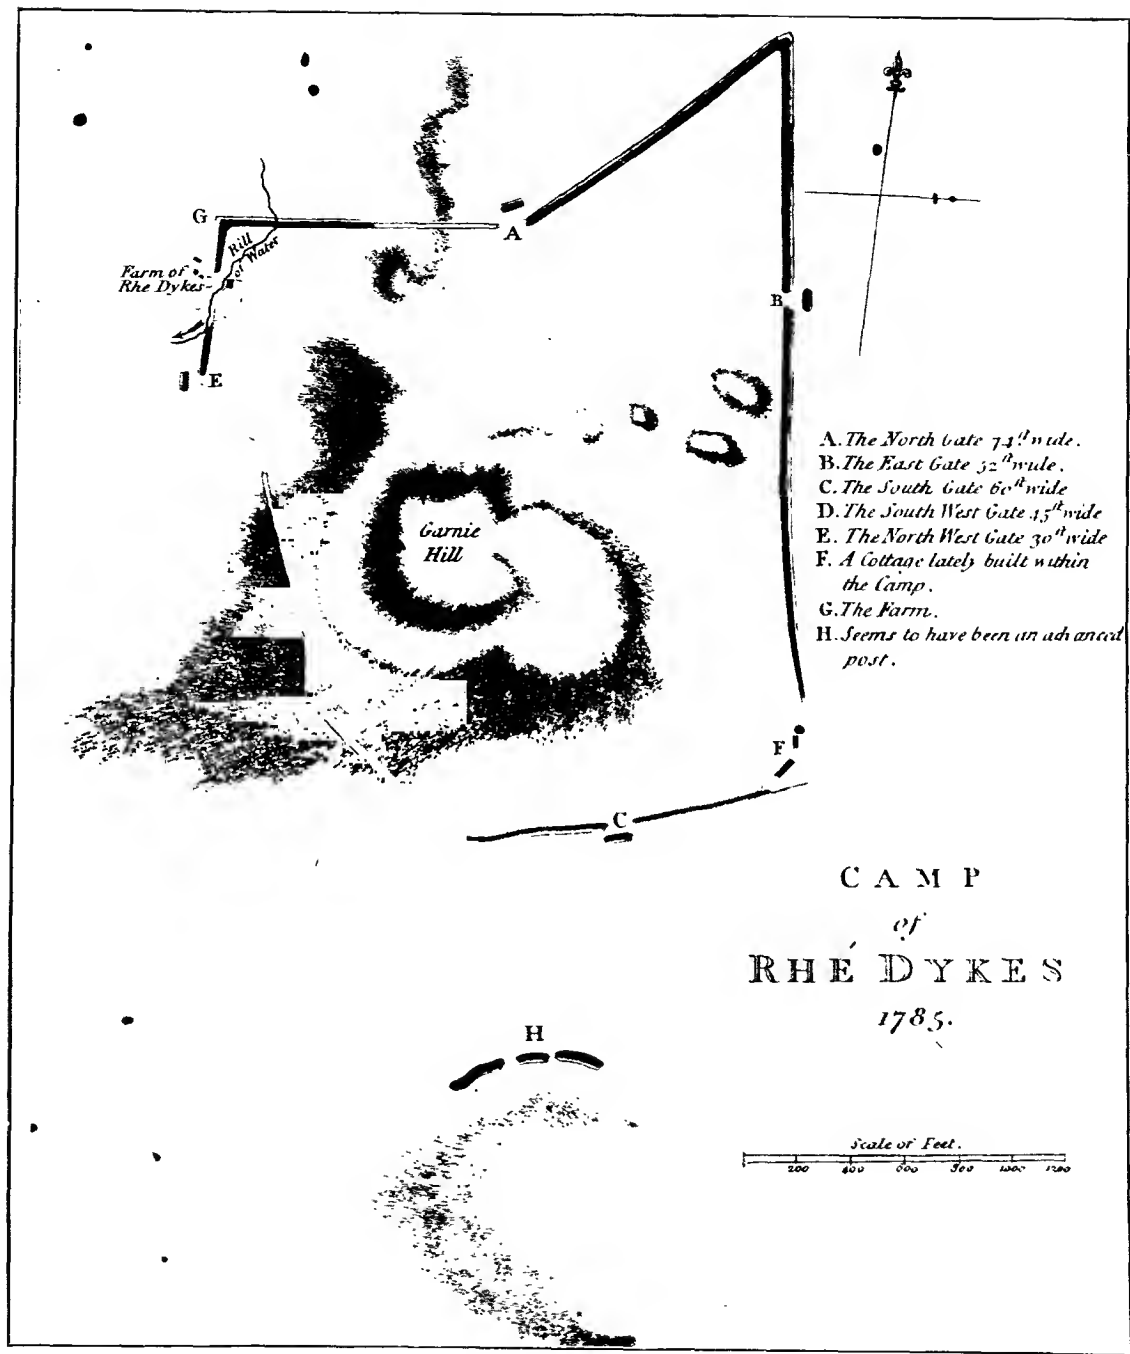 G
A
Rill
of Water
Farm of
Rhe Dykes
E
B
Garnie
Hill
A. The North Gate 74 ft wide.
B. The East Gate 52 ft wide.
C. The South Gate 60 ft wide
D. The South West Gate 45 ft wide
E. The North West Gate 30 ft wide
F. A Cottage lately built within
the Camp.
G. The Farm.
H. Seems to have been an advanced
post.
F
C
CAMP
of
RHÉ DYKES
1785.
H
Scale of Feet.
200 400 600 800 1000 1200